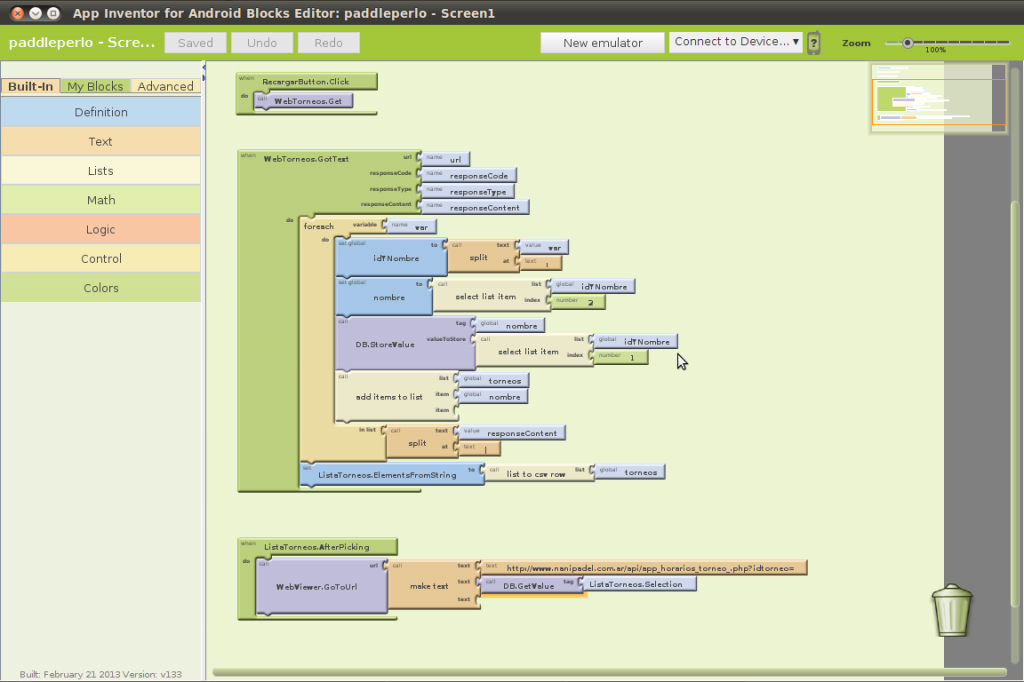 App Inventor for Android Blocks Editor: paddleperlo - Screen1
paddleperlo - Scre... Saved Undo Redo New emulator Connect to Device... ? Zoom 100%
Built-In My Blocks Advanced
Definition
Text
Lists
Math
Logic
Control
Colors
when RecargarButton.Click
do call WebTorneos.Get
when WebTorneos.GotText url name url
responseCode name responseCode
responseType name responseType
responseContent name responseContent
do foreach variable name var
do set global idYNombre to call split text value var
at text
set global nombre to call select list item list global idYNombre
index number 2
call DB.StoreValue tag global nombre
valueToStore call select list item list global idYNombre
index number 1
call add items to list list global torneos
item global nombre
item
in list call split text value responseContent
at text |
set ListaTorneos.ElementsFromString to call list to csv row list global torneos
when ListaTorneos.AfterPicking
do call WebViewer.GoToUrl url call make text text text http://www.nanipadel.com.ar/api/app_horarios_torneo_.php?idtorneo=
text call DB.GetValue tag ListaTorneos.Selection
text
Built: February 21 2013 Version: v133